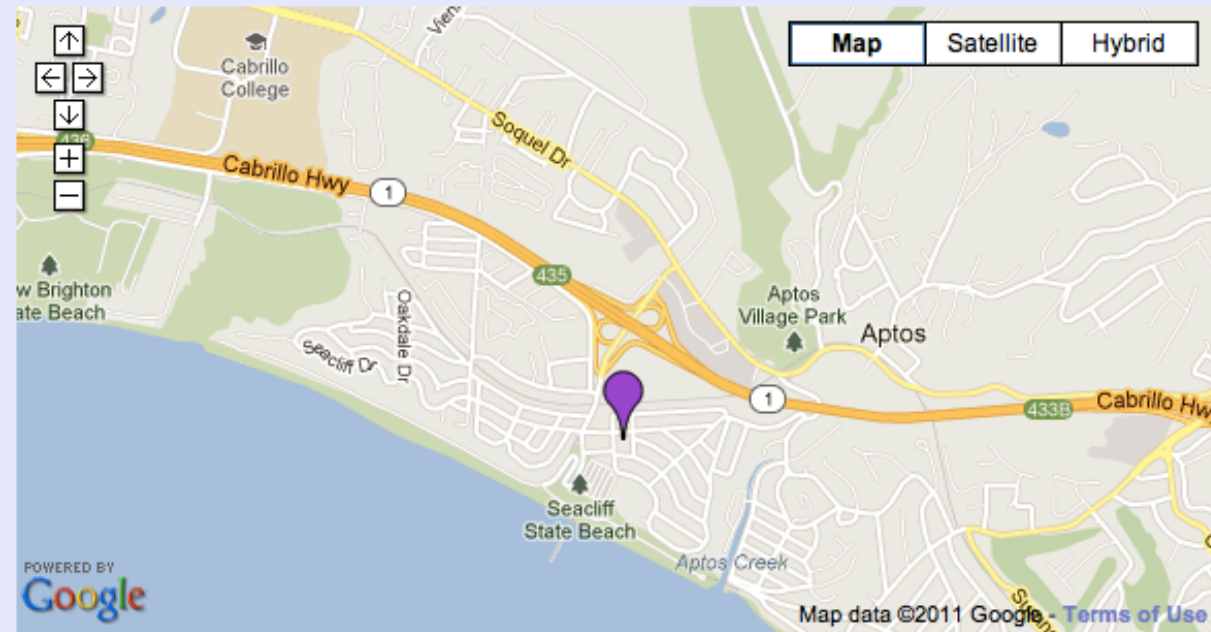 Map Satellite Hybrid
Cabrillo
College
Soquel Dr
436
Cabrillo Hwy
1
435
w Brighton
ate Beach
Oakdale Dr
Seacliff Dr
Aptos
Village Park
Aptos
1
433B
Cabrillo Hw
Seacliff
State Beach
Aptos Creek
POWERED BY
Google
Map data ©2011 Google - Terms of Use